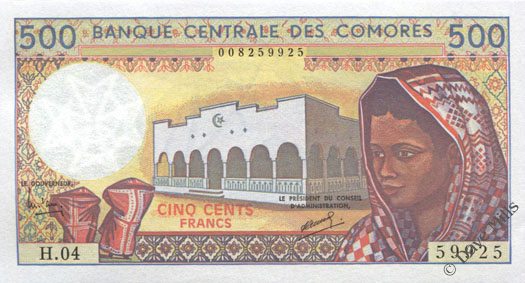 500 BANQUE CENTRALE DES COMORES 500
008259925
LE GOUVERNEUR,
LE PRÉSIDENT DU CONSEIL
D'ADMINISTRATION,
CINQ CENTS
FRANCS
H.04
59925